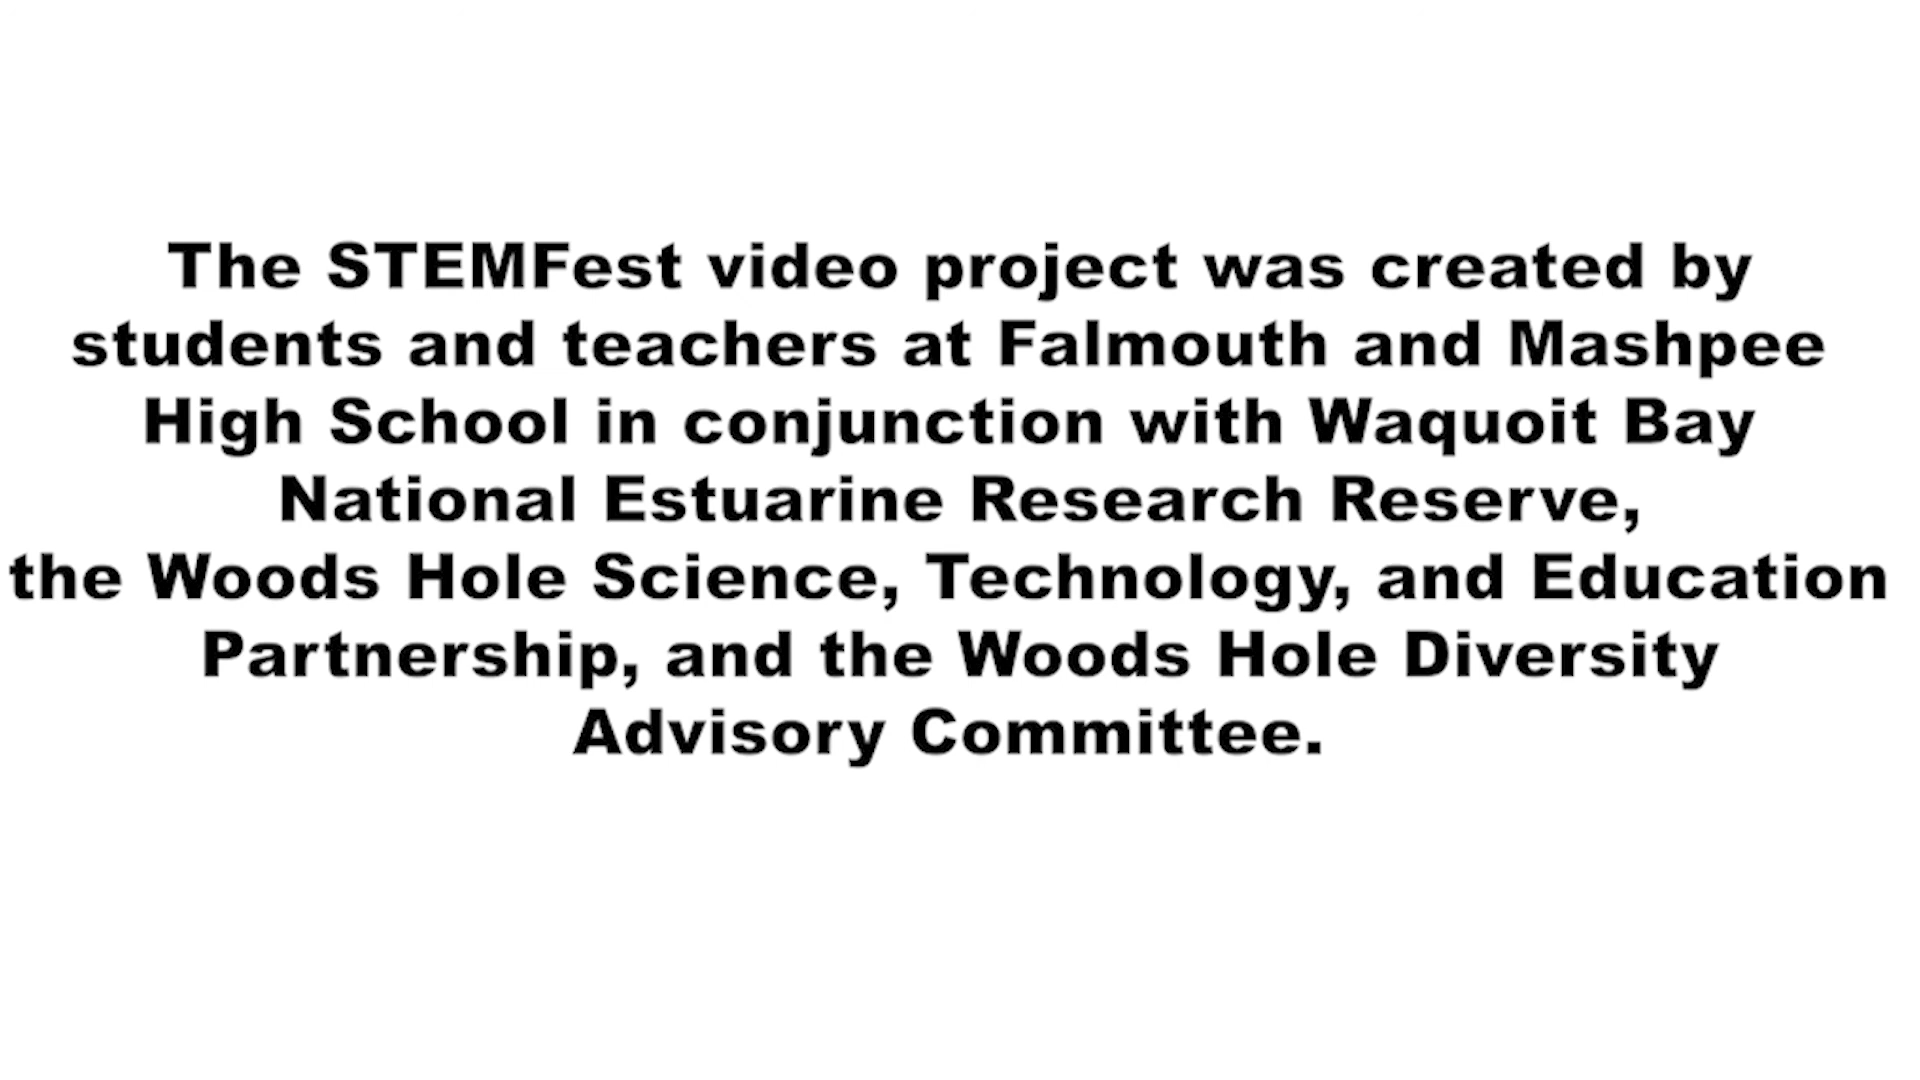 The STEMFest video project was created by
students and teachers at Falmouth and Mashpee
High School in conjunction with Waquoit Bay
National Estuarine Research Reserve,
the Woods Hole Science, Technology, and Education
Partnership, and the Woods Hole Diversity
Advisory Committee.